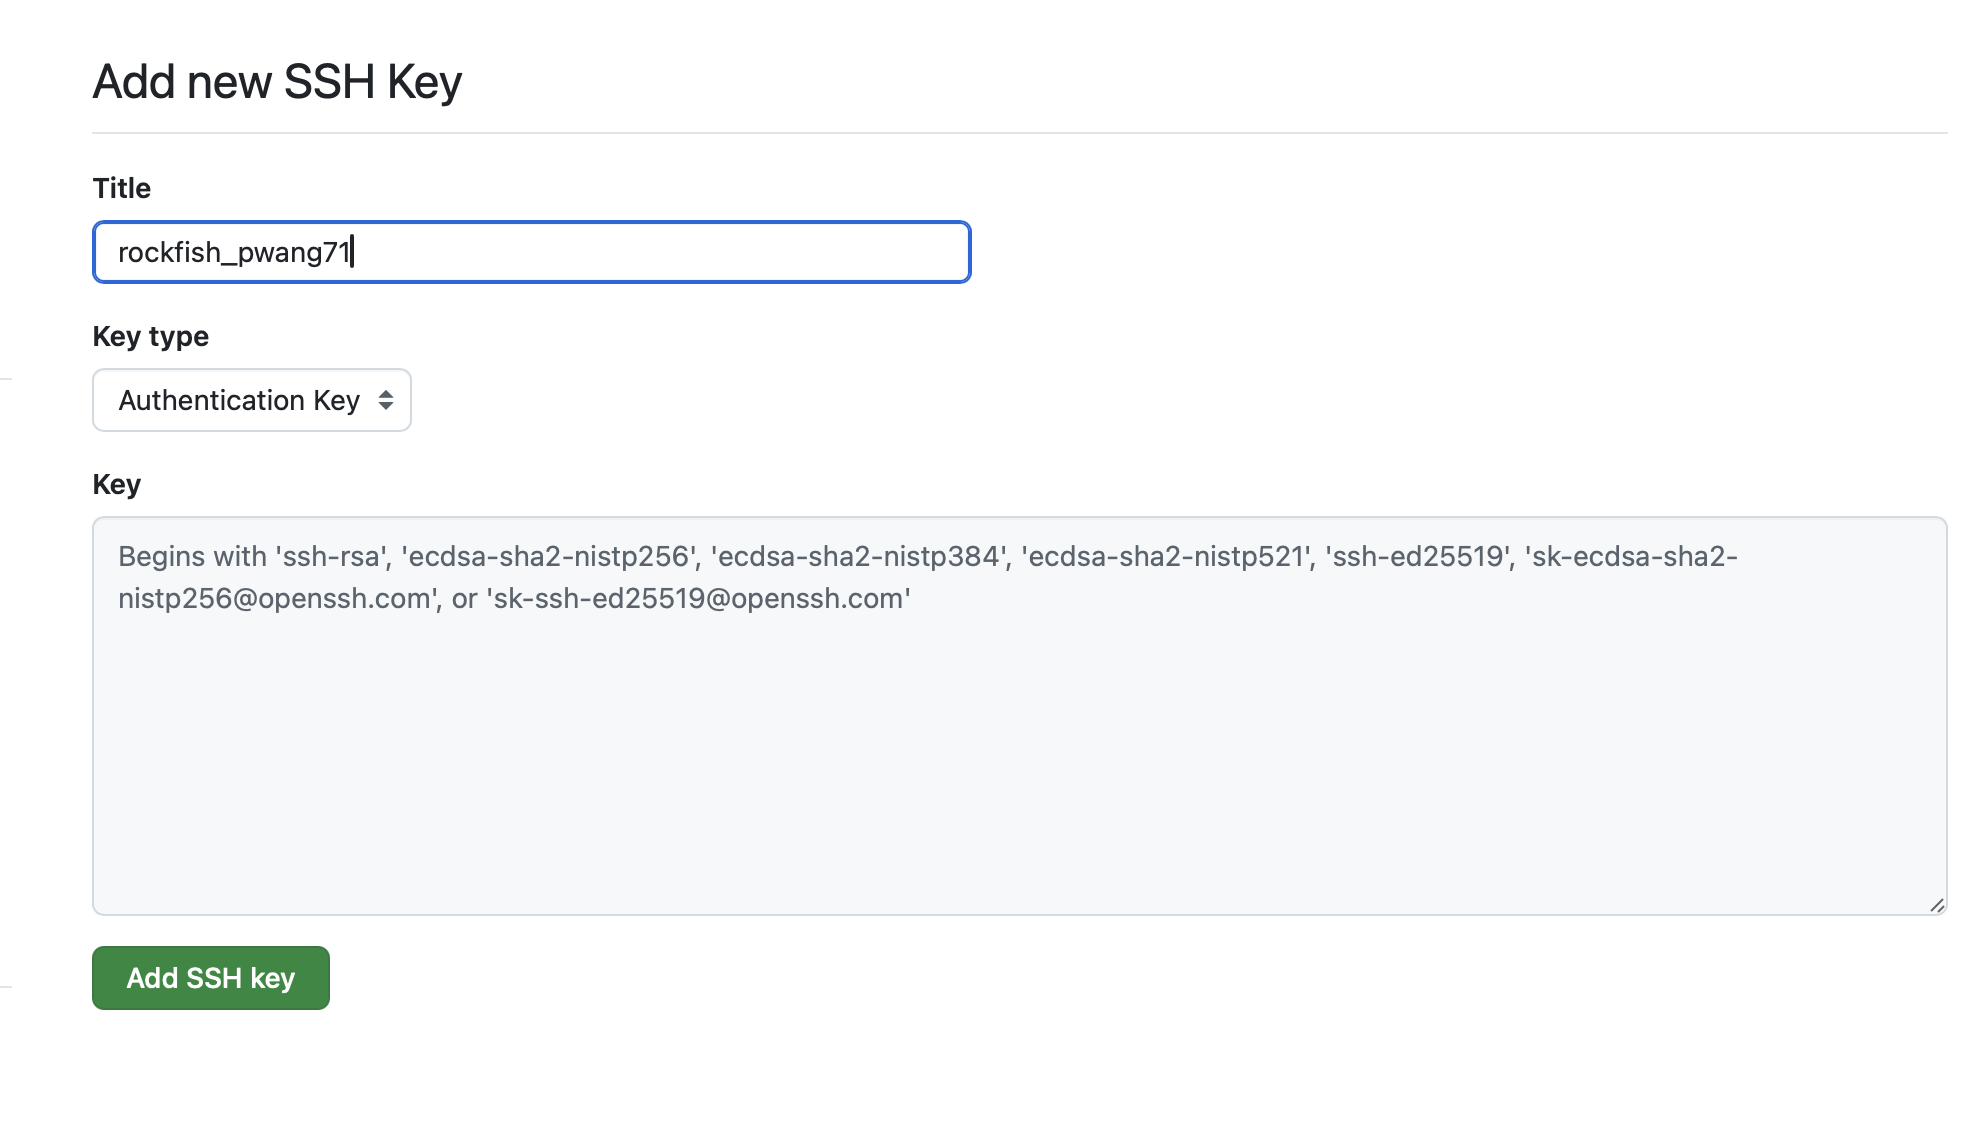 Add new SSH Key
Title
rockfish_pwang71
Key type
Authentication Key
Key
Begins with 'ssh-rsa', 'ecdsa-sha2-nistp256', 'ecdsa-sha2-nistp384', 'ecdsa-sha2-nistp521', 'ssh-ed25519', 'sk-ecdsa-sha2-
nistp256@openssh.com', or 'sk-ssh-ed25519@openssh.com'
Add SSH key